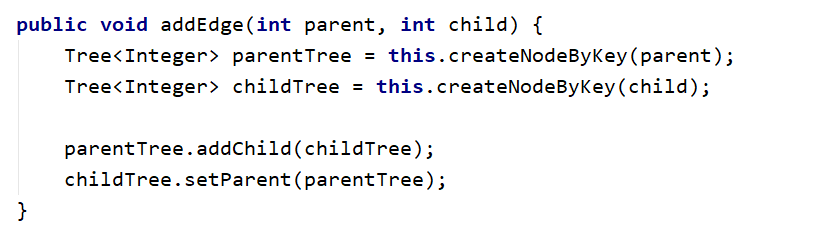 public void addEdge(int parent, int child) {
    Tree<Integer> parentTree = this.createNodeByKey(parent);
    Tree<Integer> childTree = this.createNodeByKey(child);

    parentTree.addChild(childTree);
    childTree.setParent(parentTree);
}